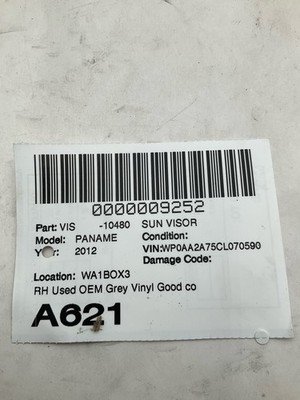 0000009252
Part: VIS -10480 SUN VISOR
Model: PANAME Condition:
Year: 2012 VIN:WP0AA2A75CL070590
Damage Code:
Location: WA1BOX3
RH Used OEM Grey Vinyl Good co
A621